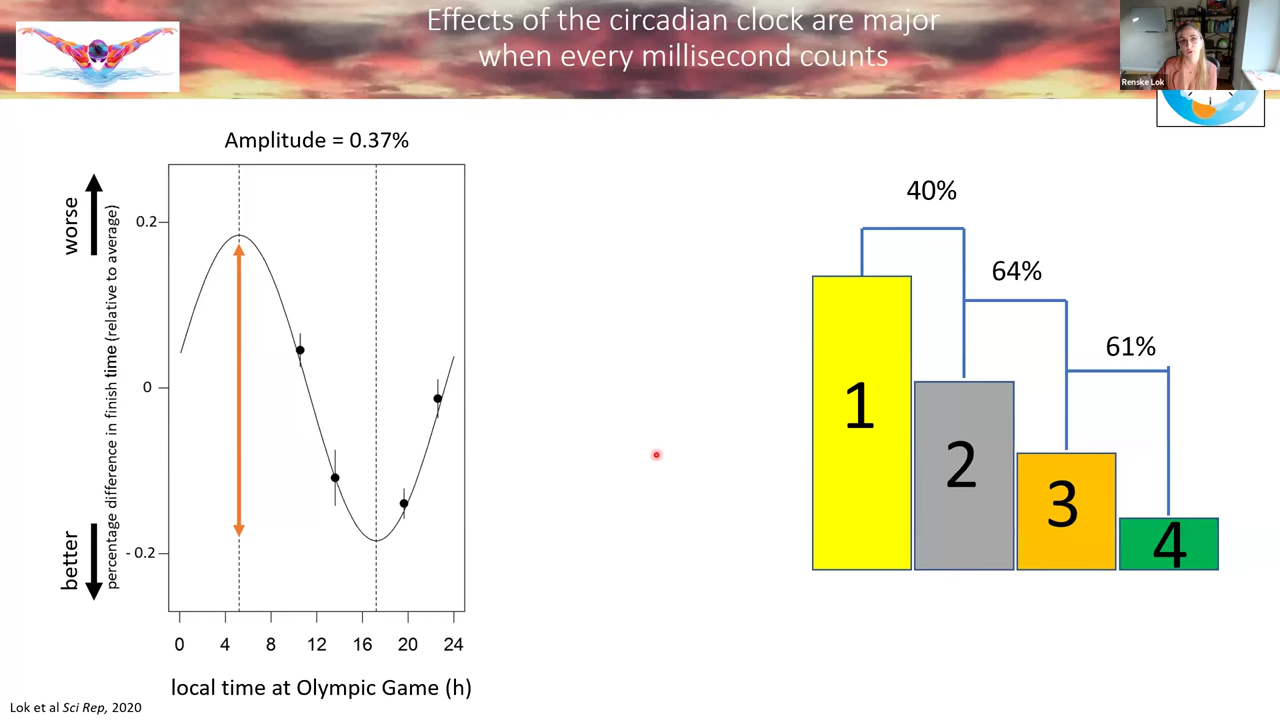 Effects of the circadian clock are major
when every millisecond counts
Renske Lok
Amplitude = 0.37%
worse
better
percentage difference in finish time (relative to average)
0.2
0
- 0.2
0 4 8 12 16 20 24
local time at Olympic Game (h)
40%
64%
61%
1
2
3
4
Lok et al Sci Rep, 2020